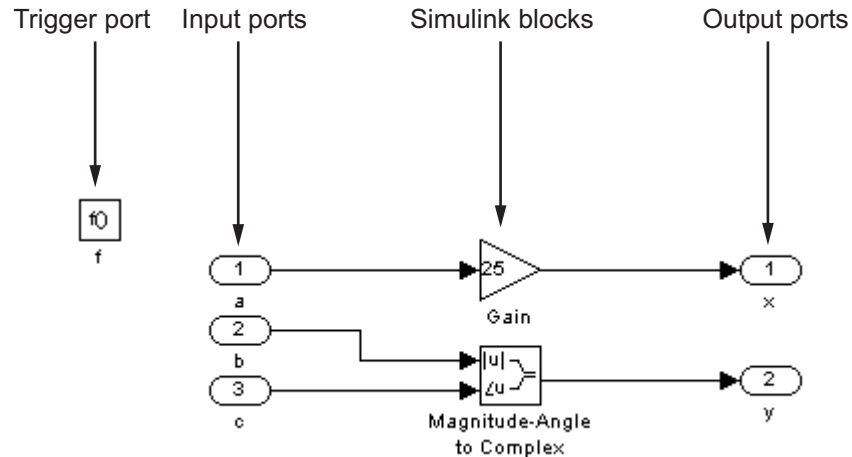 Trigger port
Input ports
Simulink blocks
Output ports
f()
f
1
a
25
Gain
1
x
2
b
|u|
∠u
Magnitude-Angle
to Complex
3
c
2
y